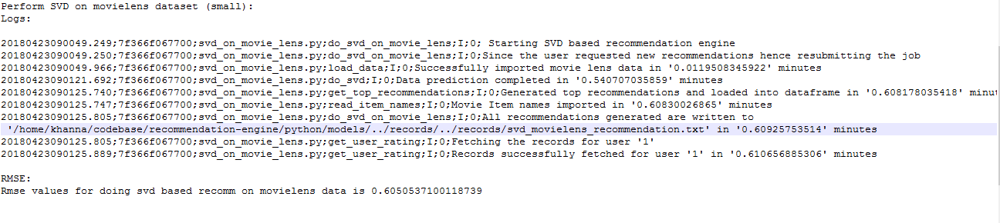 Perform SVD on movielens dataset (small):
Logs:
20180423090049.249;7f366f067700;svd_on_movie_lens.py;do_svd_on_movie_lens;I;0; Starting SVD based recommendation engine
20180423090049.250;7f366f067700;svd_on_movie_lens.py;do_svd_on_movie_lens;I;0;Since the user requested new recommendations hence resubmitting the job
20180423090049.966;7f366f067700;svd_on_movie_lens.py;load_data;I;0;Successfully imported movie lens data in '0.0119508345922' minutes
20180423090121.692;7f366f067700;svd_on_movie_lens.py;do_svd;I;0;Data prediction completed in '0.540707035859' minutes
20180423090125.740;7f366f067700;svd_on_movie_lens.py;get_top_recommendations;I;0;Generated top recommendations and loaded into dataframe in '0.608178035418' minut
20180423090125.747;7f366f067700;svd_on_movie_lens.py;read_item_names;I;0;Movie Item names imported in '0.60830026865' minutes
20180423090125.805;7f366f067700;svd_on_movie_lens.py;do_svd_on_movie_lens;I;0;All recommendations generated are written to
'/home/khanna/codebase/recommendation-engine/python/models/../records/../records/svd_movielens_recommendation.txt' in '0.60925753514' minutes
20180423090125.805;7f366f067700;svd_on_movie_lens.py;get_user_rating;I;0;Fetching the records for user '1'
20180423090125.889;7f366f067700;svd_on_movie_lens.py;get_user_rating;I;0;Records successfully fetched for user '1' in '0.610656885306' minutes
RMSE:
Rmse values for doing svd based recomm on movielens data is 0.6050537100118739